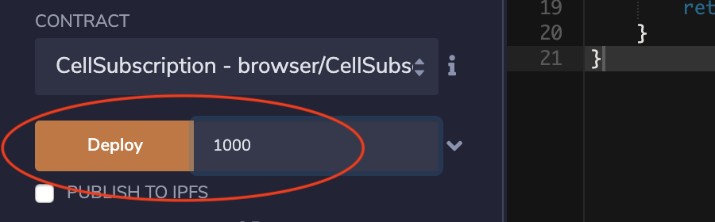 CONTRACT
CellSubscription - browser/CellSubs
Deploy
1000
PUBLISH TO IPFS
19
ret
20
}
21
}